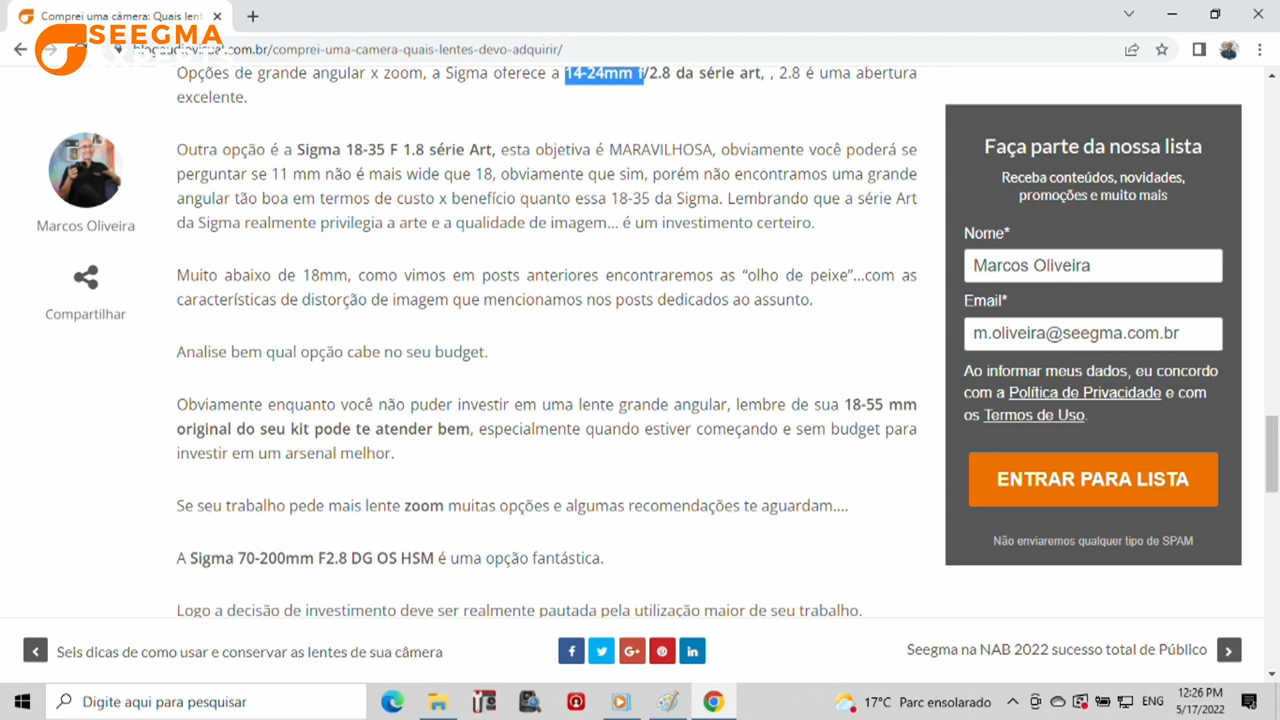 Comprei uma câmera: Quais lent
SEEGMA
blogaudiovisual.com.br/comprei-uma-camera-quais-lentes-devo-adquirir/
Opções de grande angular x zoom, a Sigma oferece a 14-24mm f/2.8 da série art, , 2.8 é uma abertura
excelente.
Outra opção é a Sigma 18-35 F 1.8 série Art, esta objetiva é MARAVILHOSA, obviamente você poderá se
perguntar se 11 mm não é mais wide que 18, obviamente que sim, porém não encontramos uma grande
angular tão boa em termos de custo x benefício quanto essa 18-35 da Sigma. Lembrando que a série Art
da Sigma realmente privilegia a arte e a qualidade de imagem... é um investimento certeiro.
Marcos Oliveira
Compartilhar
Muito abaixo de 18mm, como vimos em posts anteriores encontraremos as “olho de peixe”...com as
características de distorção de imagem que mencionamos nos posts dedicados ao assunto.
Analise bem qual opção cabe no seu budget.
Obviamente enquanto você não puder investir em uma lente grande angular, lembre de sua 18-55 mm
original do seu kit pode te atender bem, especialmente quando estiver começando e sem budget para
investir em um arsenal melhor.
Se seu trabalho pede mais lente zoom muitas opções e algumas recomendações te aguardam....
A Sigma 70-200mm F2.8 DG OS HSM é uma opção fantástica.
Logo a decisão de investimento deve ser realmente pautada pela utilização maior de seu trabalho.
Faça parte da nossa lista
Receba conteúdos, novidades,
promoções e muito mais
Nome*
Marcos Oliveira
Email*
m.oliveira@seegma.com.br
Ao informar meus dados, eu concordo
com a Política de Privacidade e com
os Termos de Uso.
ENTRAR PARA LISTA
Não enviaremos qualquer tipo de SPAM
Seis dicas de como usar e conservar as lentes de sua câmera
f
G+
in
Seegma na NAB 2022 sucesso total de Público
Digite aqui para pesquisar
17°C Parc ensolarado
ENG
12:26 PM
5/17/2022